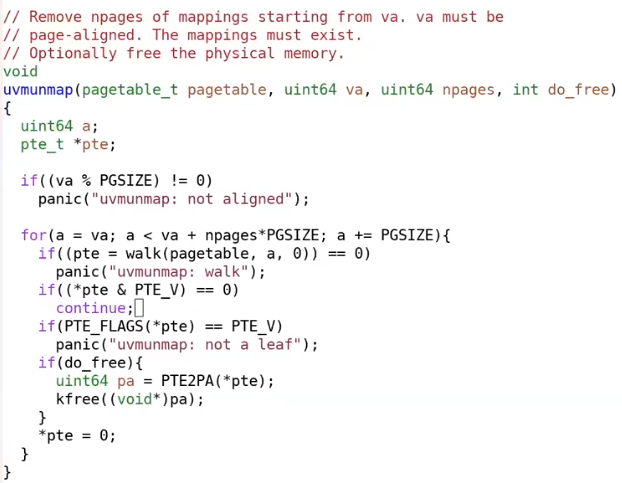 // Remove npages of mappings starting from va. va must be
// page-aligned. The mappings must exist.
// Optionally free the physical memory.
void
uvmunmap(pagetable_t pagetable, uint64 va, uint64 npages, int do_free)
{
  uint64 a;
  pte_t *pte;

  if((va % PGSIZE) != 0)
    panic("uvmunmap: not aligned");

  for(a = va; a < va + npages*PGSIZE; a += PGSIZE){
    if((pte = walk(pagetable, a, 0)) == 0)
      panic("uvmunmap: walk");
    if((*pte & PTE_V) == 0)
      continue;
    if(PTE_FLAGS(*pte) == PTE_V)
      panic("uvmunmap: not a leaf");
    if(do_free){
      uint64 pa = PTE2PA(*pte);
      kfree((void*)pa);
    }
    *pte = 0;
  }
}